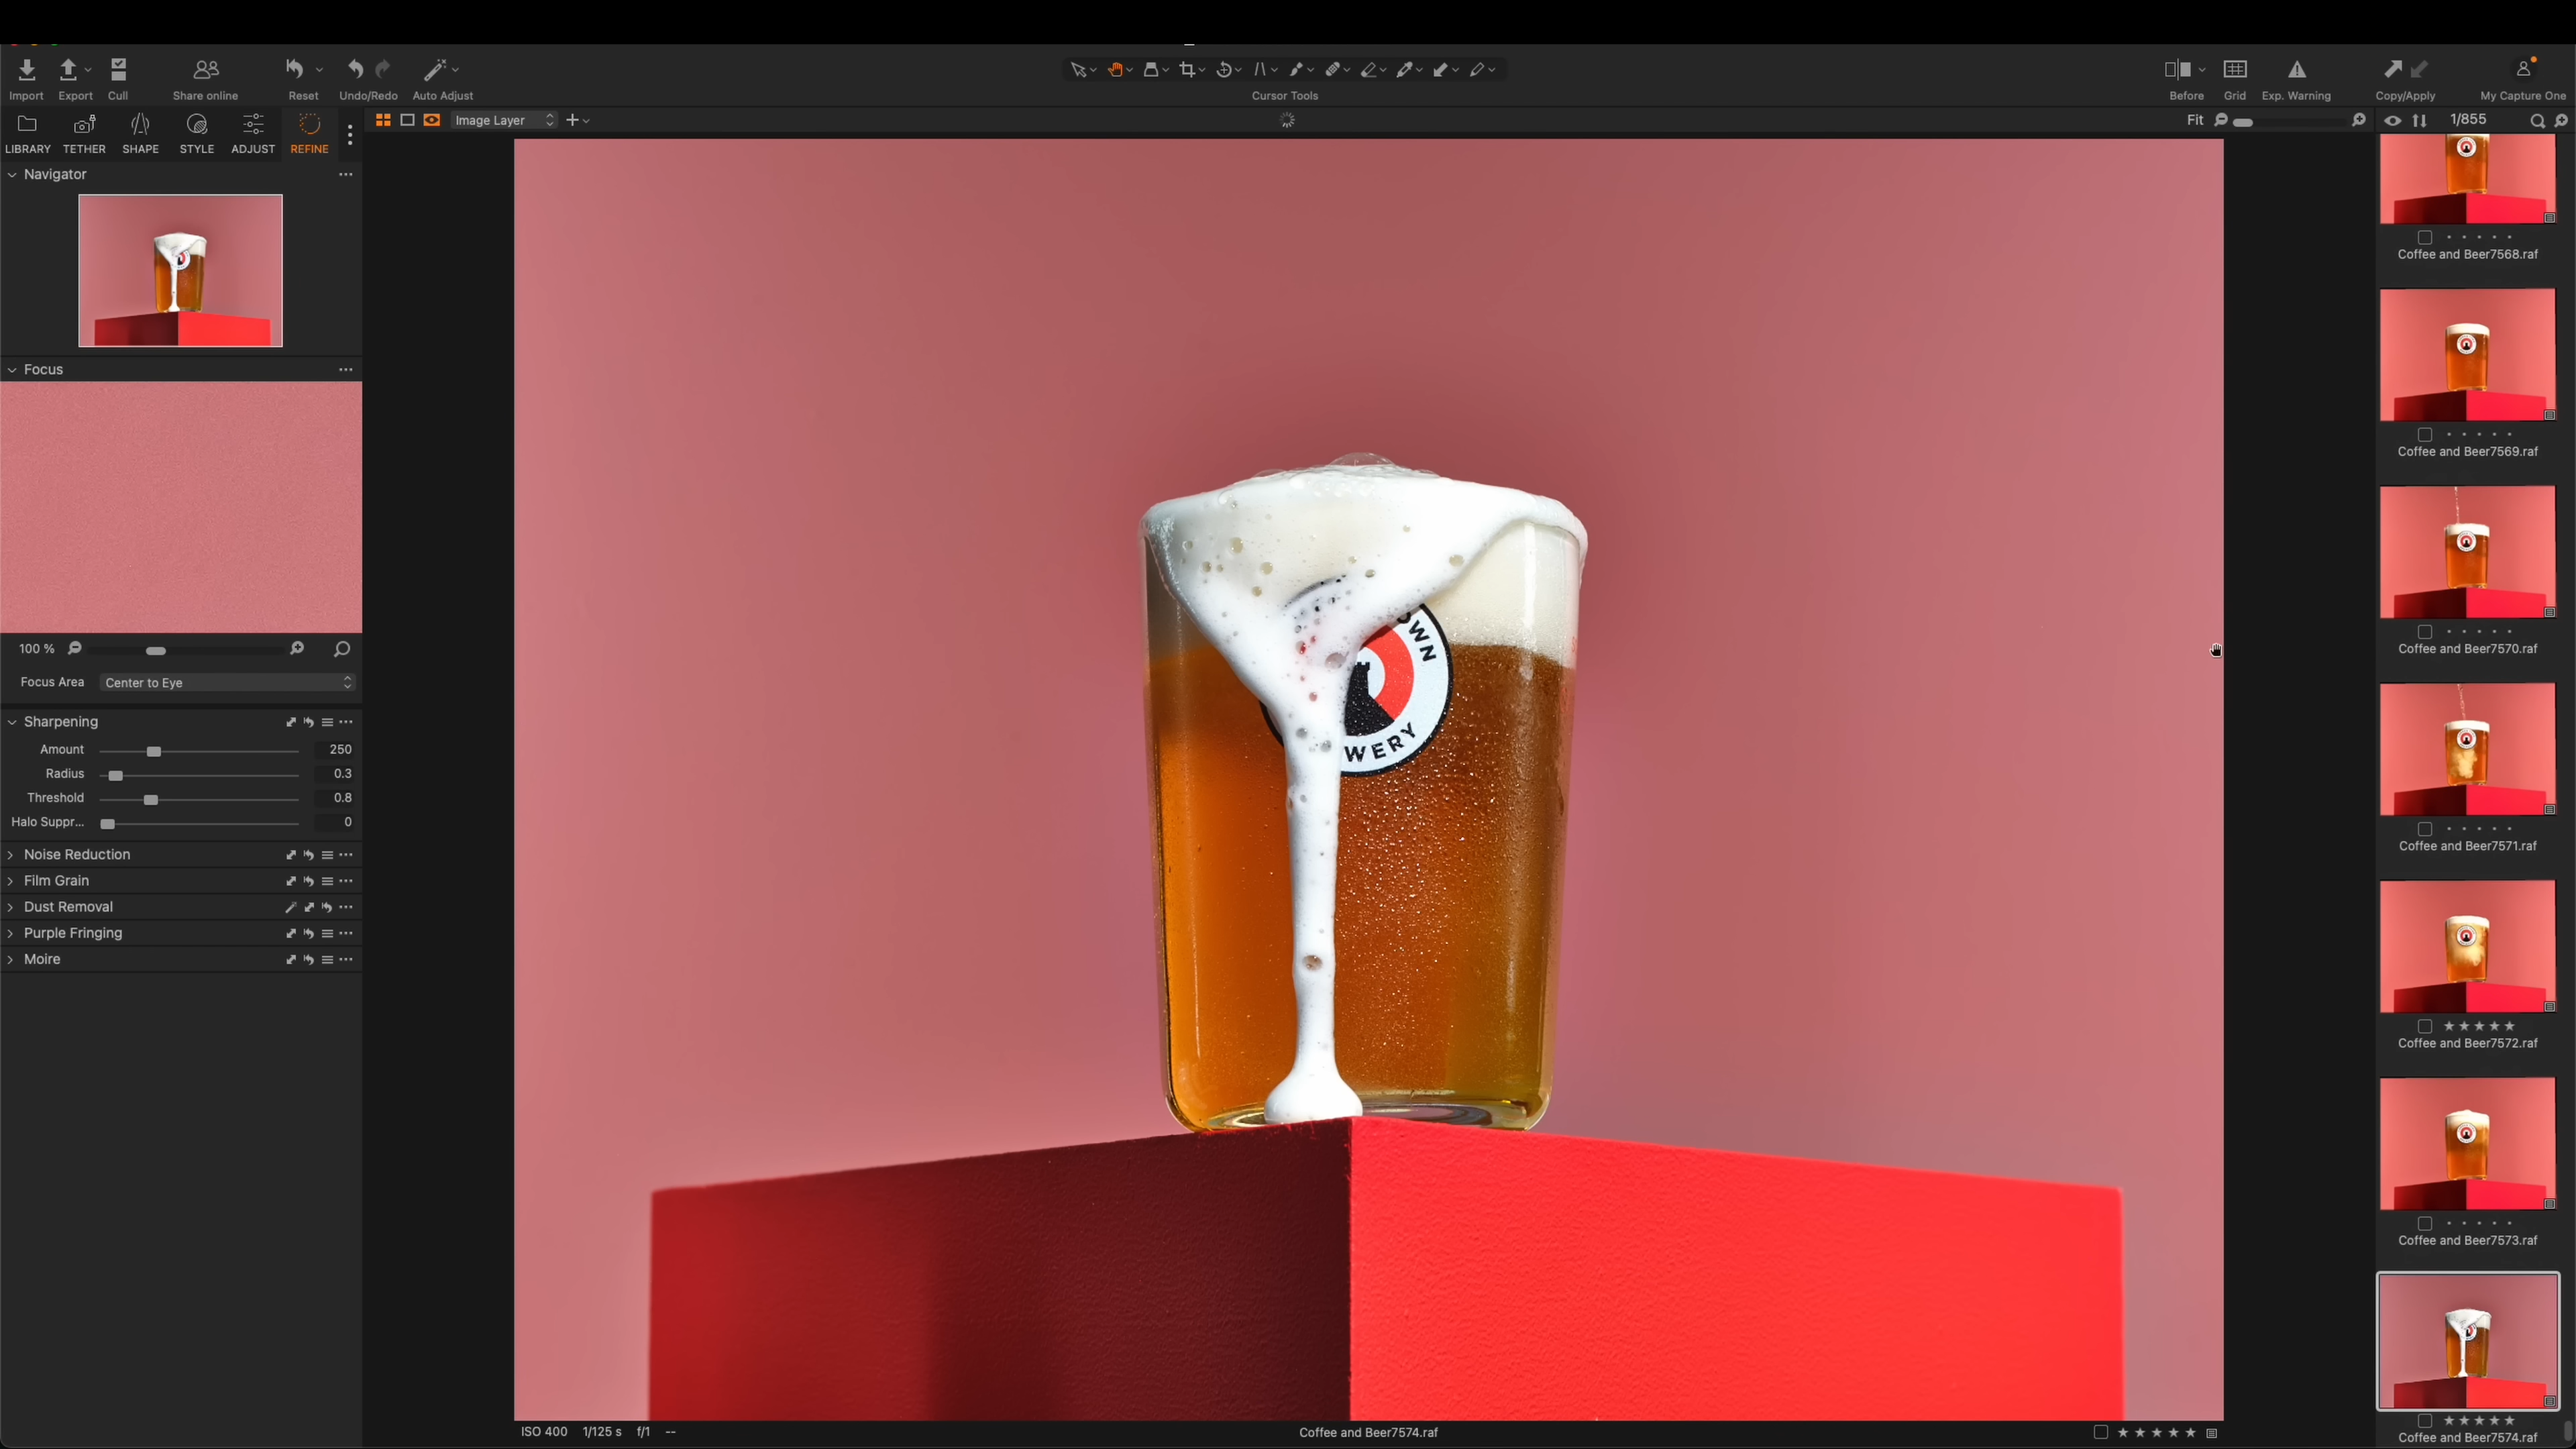 Import Export Cull Share online Reset Undo/Redo Auto Adjust Cursor Tools Before Grid Exp. Warning Copy/Apply My Capture One
LIBRARY TETHER SHAPE STYLE ADJUST REFINE
Image Layer
Fit
1/855
Navigator
Focus
100 %
Focus Area Center to Eye
Sharpening
Amount 250
Radius 0.3
Threshold 0.8
Halo Suppr... 0
Noise Reduction
Film Grain
Dust Removal
Purple Fringing
Moire
OWN
WERY
ISO 400 1/125 s f/1 --
Coffee and Beer7574.raf
Coffee and Beer7568.raf
Coffee and Beer7569.raf
Coffee and Beer7570.raf
Coffee and Beer7571.raf
Coffee and Beer7572.raf
Coffee and Beer7573.raf
Coffee and Beer7574.raf